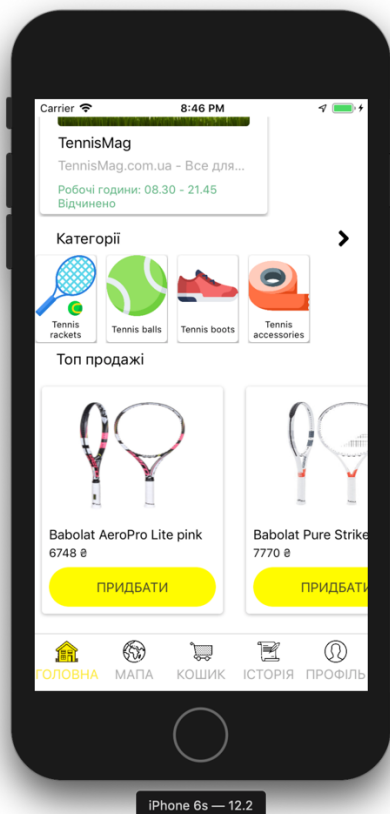 Carrier 8:46 PM
TennisMag
TennisMag.com.ua - Все для...
Робочі години: 08.30 - 21.45
Відчинено
Категорії
Tennis rackets
Tennis balls
Tennis boots
Tennis accessories
Топ продажі
Babolat AeroPro Lite pink
6748 ₴
ПРИДБАТИ
Babolat Pure Strike
7770 ₴
ПРИДБАТИ
ГОЛОВНА МАПА КОШИК ІСТОРІЯ ПРОФІЛЬ
iPhone 6s — 12.2